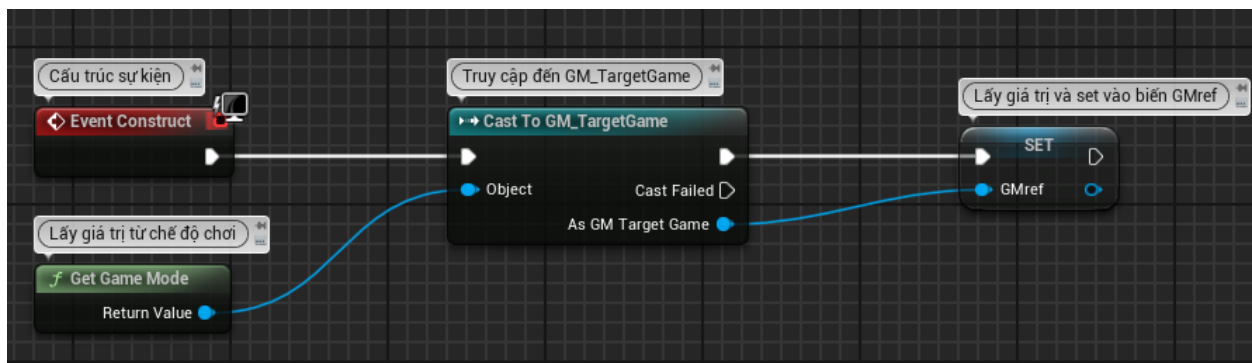 Cấu trúc sự kiện
Event Construct
Lấy giá trị từ chế độ chơi
Get Game Mode
Return Value
Truy cập đến GM_TargetGame
Cast To GM_TargetGame
Object
Cast Failed
As GM Target Game
Lấy giá trị và set vào biến GMref
SET
GMref